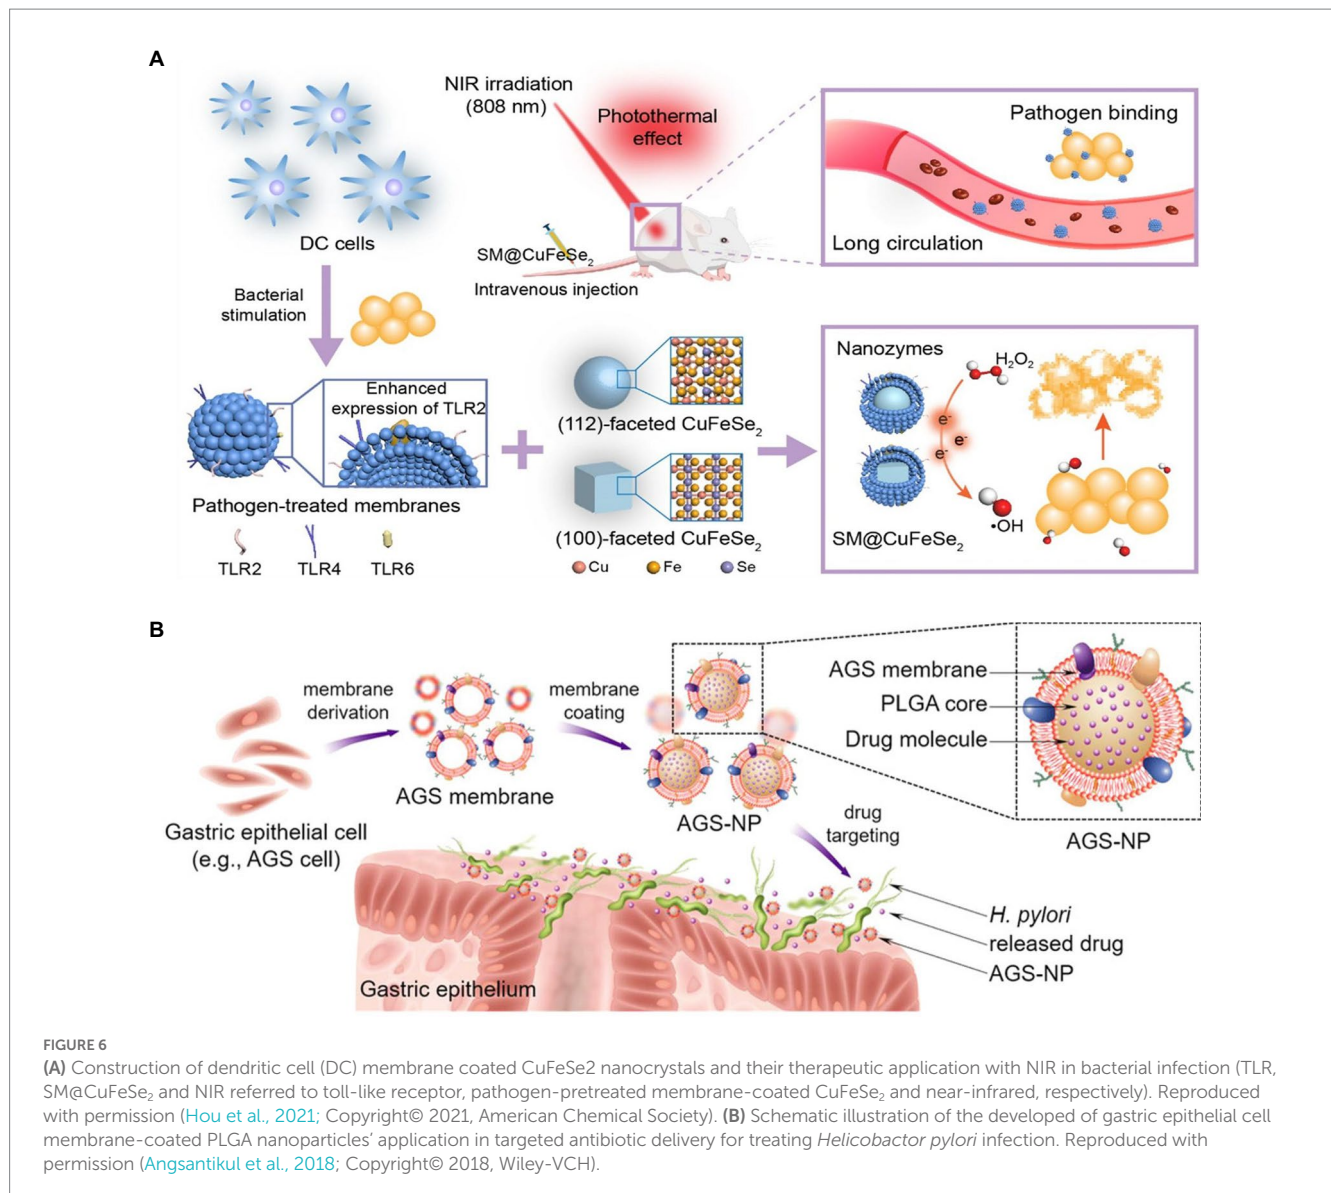 A
NIR irradiation
(808 nm)
Photothermal
effect
Pathogen binding
DC cells
SM@CuFeSe2
Long circulation
Intravenous injection
Bacterial
stimulation
Enhanced
expression of TLR2
(112)-faceted CuFeSe2
Nanozymes
H2O2
e-
e-
e-
•OH
Pathogen-treated membranes
(100)-faceted CuFeSe2
SM@CuFeSe2
TLR2 TLR4 TLR6
Cu Fe Se
B
membrane
derivation
membrane
coating
AGS membrane
PLGA core
Drug molecule
AGS membrane
AGS-NP
AGS-NP
Gastric epithelial cell
(e.g., AGS cell)
drug
targeting
H. pylori
released drug
AGS-NP
Gastric epithelium
FIGURE 6
(A) Construction of dendritic cell (DC) membrane coated CuFeSe2 nanocrystals and their therapeutic application with NIR in bacterial infection (TLR,
SM@CuFeSe2 and NIR referred to toll-like receptor, pathogen-pretreated membrane-coated CuFeSe2 and near-infrared, respectively). Reproduced
with permission (Hou et al., 2021; Copyright© 2021, American Chemical Society). (B) Schematic illustration of the developed of gastric epithelial cell
membrane-coated PLGA nanoparticles’ application in targeted antibiotic delivery for treating Helicobactor pylori infection. Reproduced with
permission (Angsantikul et al., 2018; Copyright© 2018, Wiley-VCH).